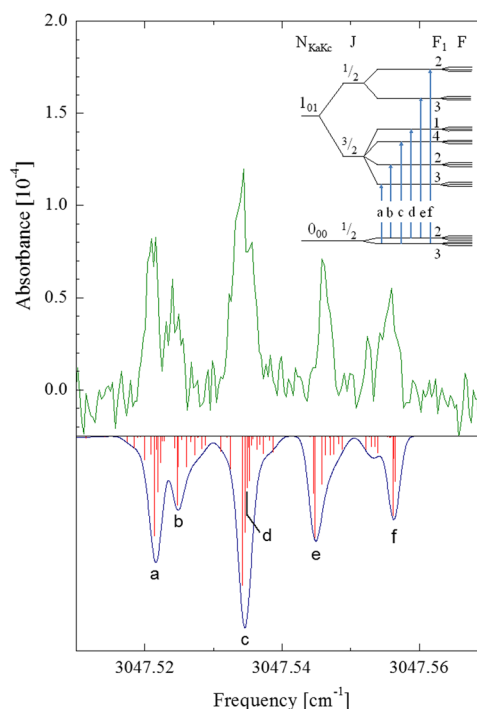 N_KaKc J F₁ F
2.0
1.5
1.0
0.5
0.0
Absorbance [10⁻⁴]
1₀₁
1/2
3/2
2
3
1
4
2
3
a b c d e f
0₀₀ 1/2
2
3
a
b
c
d
e
f
3047.52 3047.54 3047.56
Frequency [cm⁻¹]